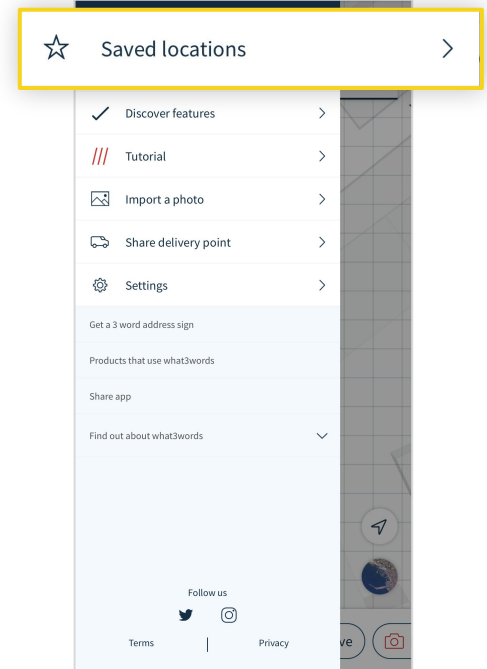 Saved locations
Discover features
Tutorial
Import a photo
Share delivery point
Settings
Get a 3 word address sign
Products that use what3words
Share app
Find out about what3words
Follow us
Terms
Privacy